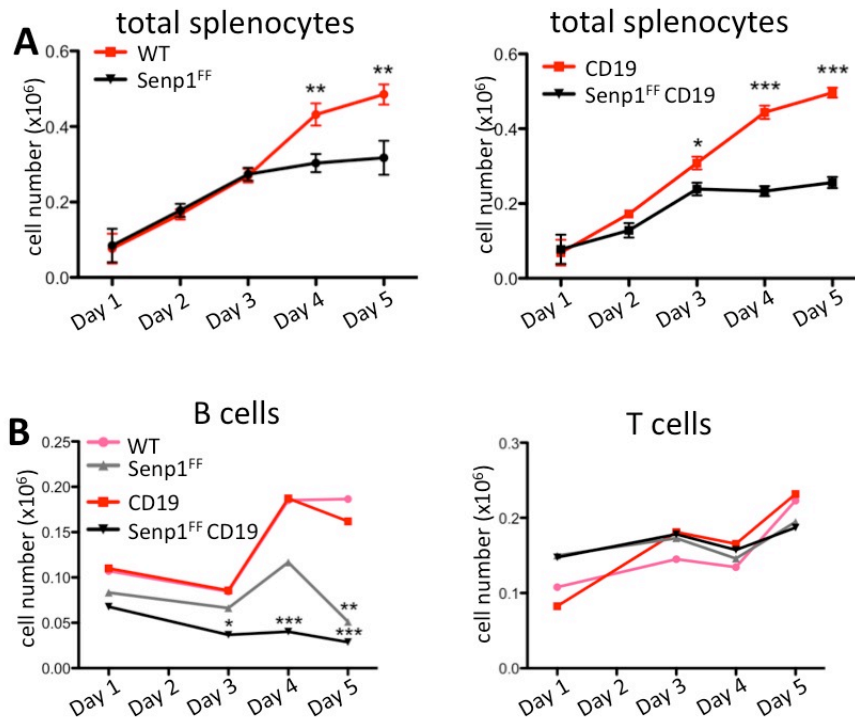 A
total splenocytes
WT
Senp1FF
cell number (x10⁶)
0.6
0.4
0.2
0.0
**
**
Day 1
Day 2
Day 3
Day 4
Day 5
total splenocytes
CD19
Senp1FF CD19
cell number (x10⁶)
0.6
0.4
0.2
0.0
*
***
***
Day 1
Day 2
Day 3
Day 4
Day 5
B
B cells
WT
Senp1FF
CD19
Senp1FF CD19
cell number (x10⁶)
0.25
0.20
0.15
0.10
0.05
0.00
*
***
**
***
Day 1
Day 2
Day 3
Day 4
Day 5
T cells
cell number (x10⁶)
0.3
0.2
0.1
0.0
Day 1
Day 2
Day 3
Day 4
Day 5